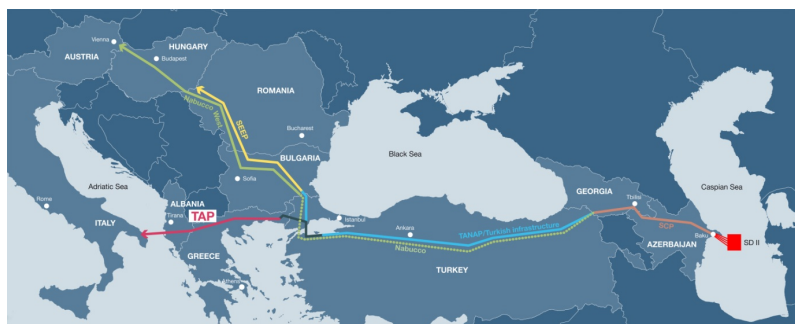 Vienna
HUNGARY
AUSTRIA
Budapest
Nabucco West
ROMANIA
SEEP
Bucharest
BULGARIA
Black Sea
Sofia
Adriatic Sea
ALBANIA
TAP
Tirana
Rome
ITALY
GREECE
Athens
Istanbul
Ankara
TANAP/Turkish Infrastructure
Nabucco
TURKEY
GEORGIA
Tbilisi
Caspian Sea
SCP
Baku
SD II
AZERBAIJAN